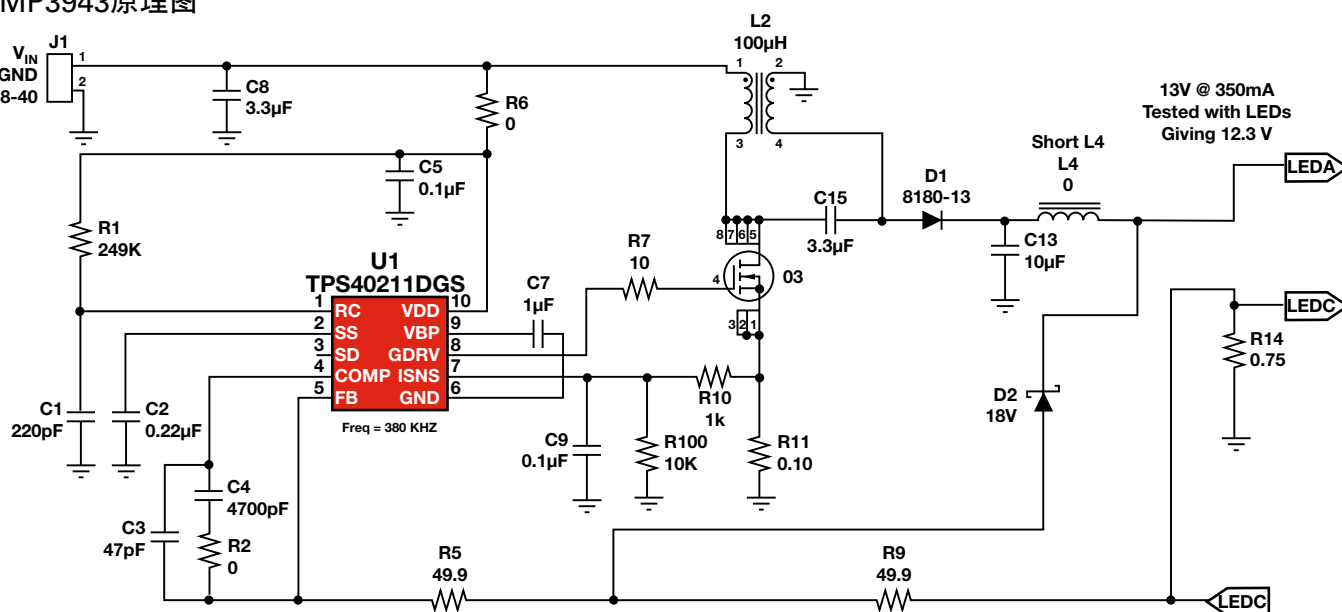 MP3943原理图
J1
VIN
GND
8-40
1
2
C8
3.3µF
R6
0
C5
0.1µF
R1
249K
L2
100µH
1
2
3
4
13V @ 350mA
Tested with LEDs
Giving 12.3 V
Short L4
L4
0
LEDA
D1
8180-13
C15
3.3µF
C13
10µF
8
7
6
5
R7
10
4
03
3
2
1
LEDC
R14
0.75
U1
TPS40211DGS
1
RC
VDD
10
2
SS
VBP
9
3
SD
GDRV
8
4
COMP
ISNS
7
5
FB
GND
6
Freq = 380 KHZ
C7
1µF
R10
1k
D2
18V
C1
220pF
C2
0.22µF
C9
0.1µF
R100
10K
R11
0.10
C4
4700pF
C3
47pF
R2
0
R5
49.9
R9
49.9
LEDC